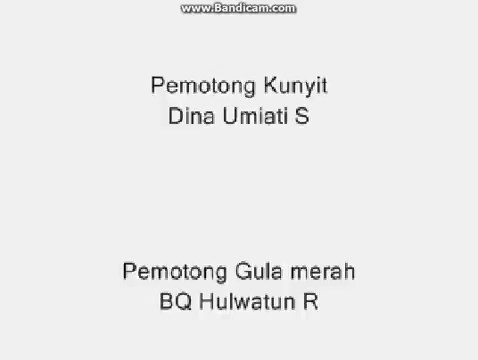 www.Bandicam.com
Pemotong Kunyit
Dina Umiati S
Pemotong Gula merah
BQ Hulwatun R